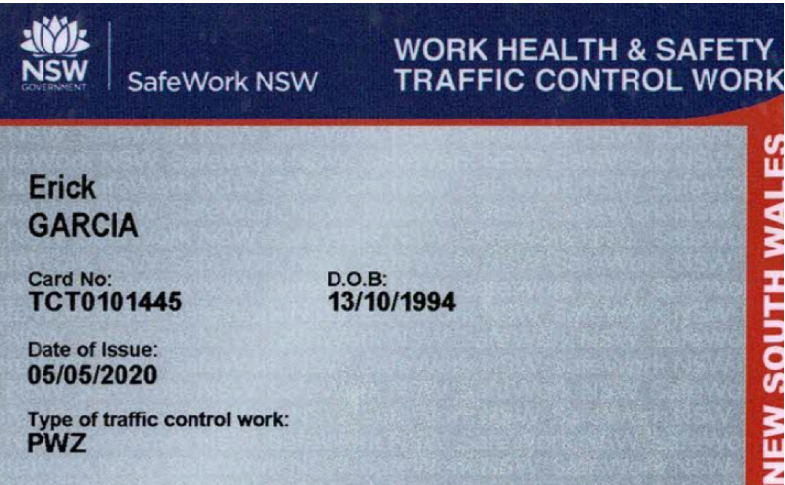 NSW
GOVERNMENT
SafeWork NSW
WORK HEALTH & SAFETY
TRAFFIC CONTROL WORK
Erick
GARCIA
Card No:
TCT0101445
D.O.B:
13/10/1994
Date of Issue:
05/05/2020
Type of traffic control work:
PWZ
NEW SOUTH WALES